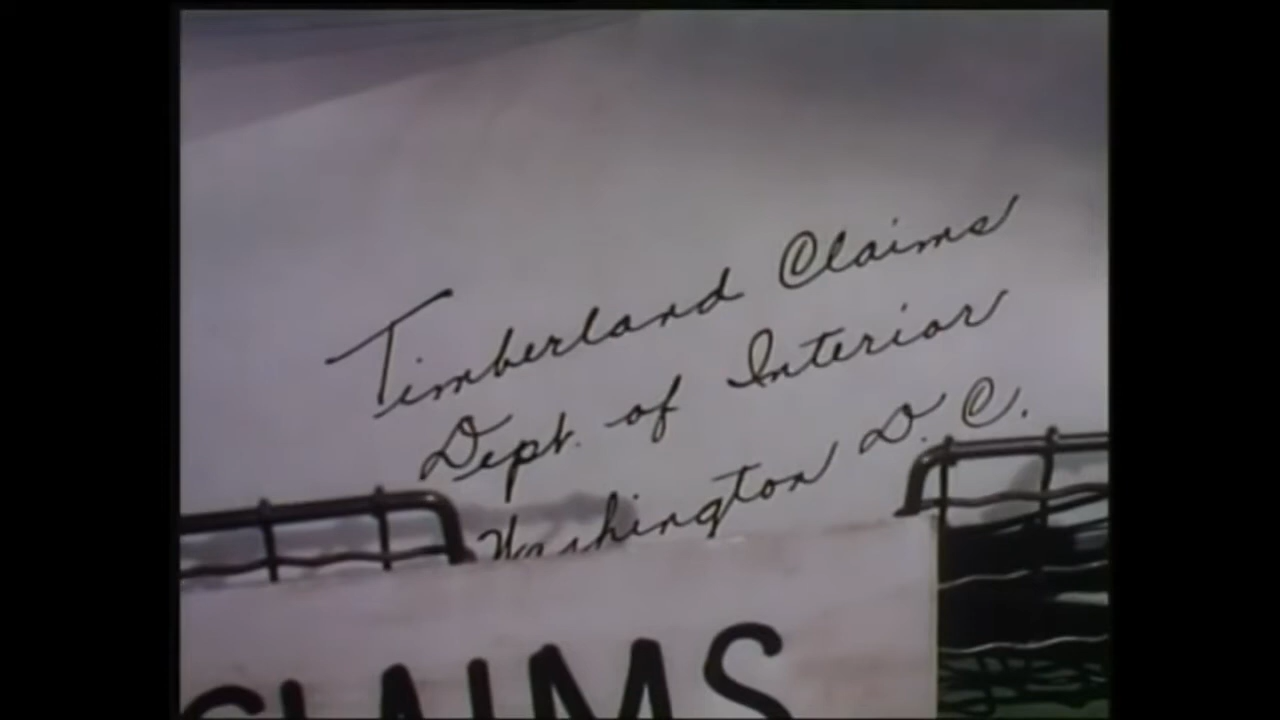 Timberland Claims
Dept. of Interior
Washington D.C.
CLAIMS